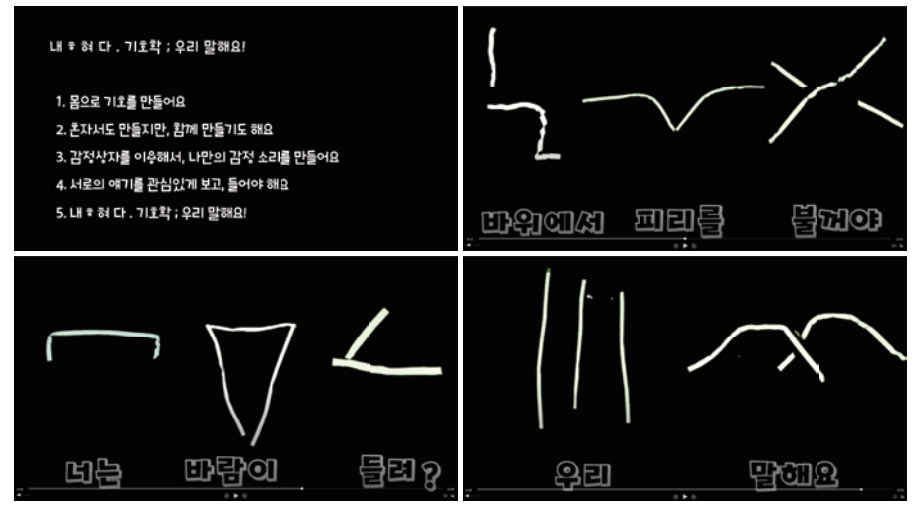 내 ㅎ 혀 다 . 기호학 ; 우리 말해요!
1. 몸으로 기호를 만들어요
2. 혼자서도 만들지만, 함께 만들기도 해요
3. 감정상자를 이용해서, 나만의 감정 소리를 만들어요
4. 서로의 얘기를 관심있게 보고, 들어야 해요
5. 내 ㅎ 혀 다 . 기호학 ; 우리 말해요!
바위에서 피리를 불꺼야
너는 바람이 들려?
우리 말해요